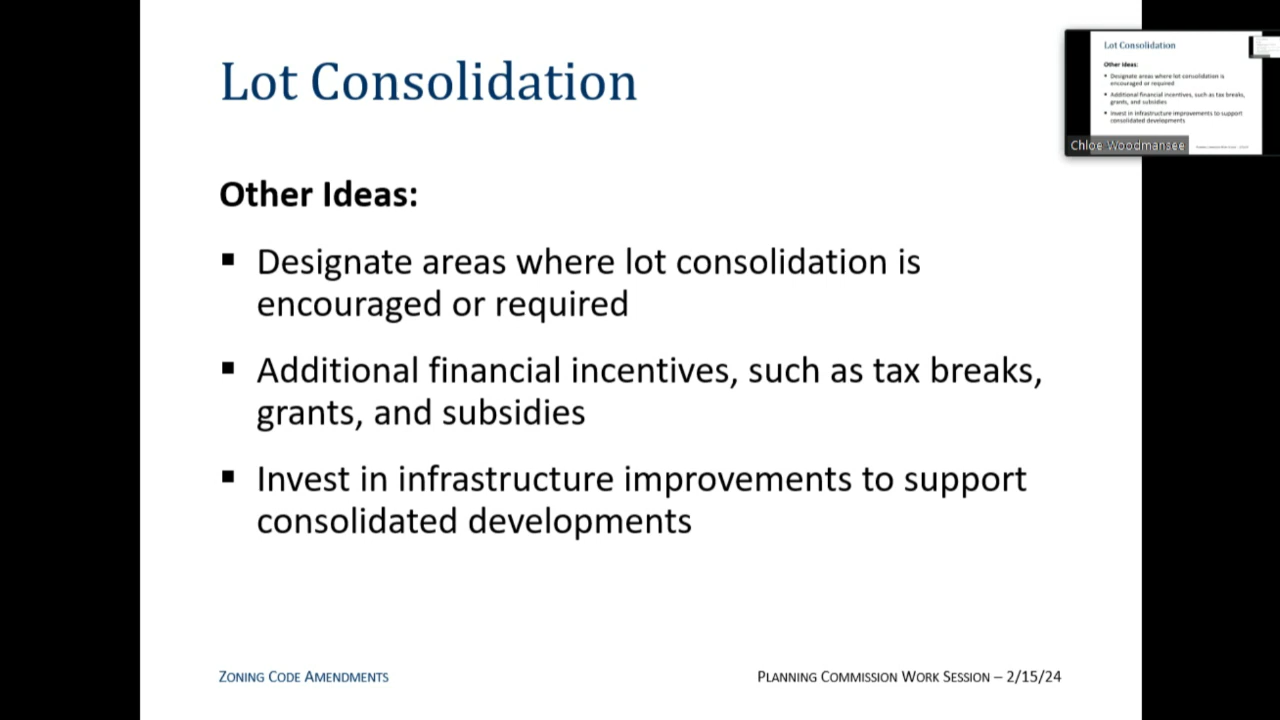 Lot Consolidation
Other Ideas:
▪ Designate areas where lot consolidation is
encouraged or required
▪ Additional financial incentives, such as tax breaks,
grants, and subsidies
▪ Invest in infrastructure improvements to support
consolidated developments
ZONING CODE AMENDMENTS
PLANNING COMMISSION WORK SESSION – 2/15/24
Lot Consolidation
Other Ideas:
▪ Designate areas where lot consolidation is
encouraged or required
▪ Additional financial incentives, such as tax breaks,
grants, and subsidies
▪ Invest in infrastructure improvements to support
consolidated developments
Chloe Woodmansee